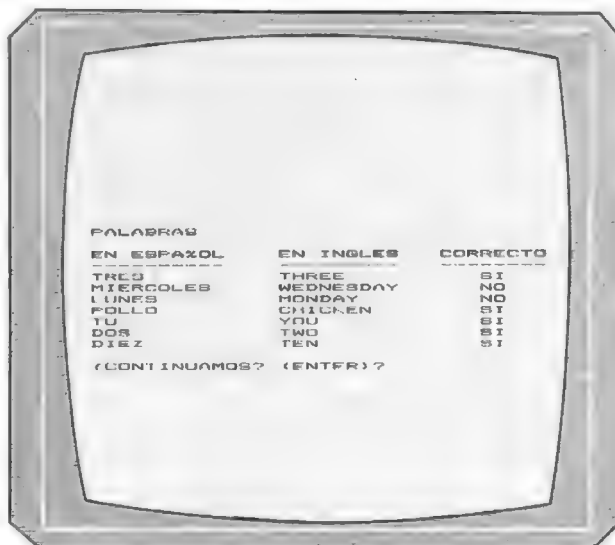 PALABRAS
EN ESPA%OL EN INGLES CORRECTO
TRES THREE SI
MIERCOLES WEDNESDAY NO
LUNES MONDAY NO
POLLO CHICKEN SI
TU YOU SI
DOS TWO SI
DIEZ TEN SI
(CONTINUAMOS? (ENTER)?